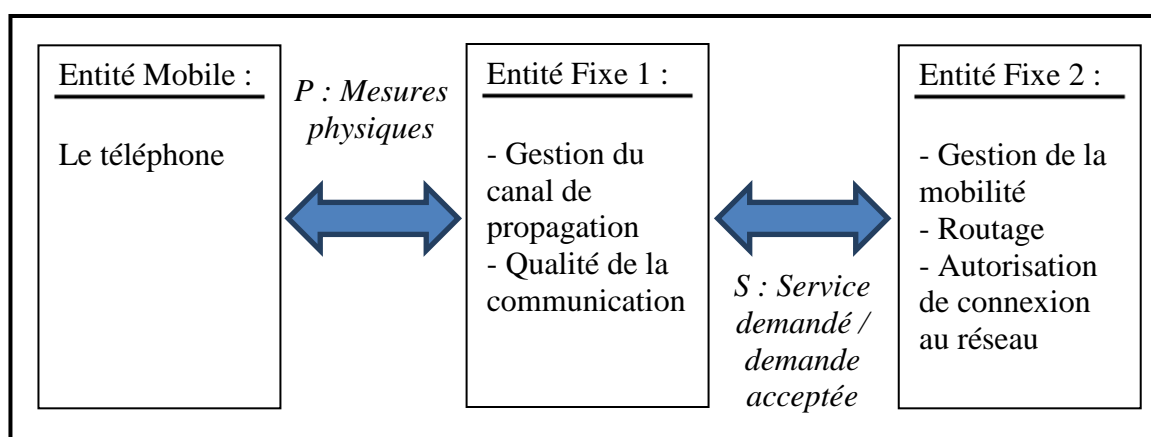 Entité Mobile :
Le téléphone
P : Mesures
physiques
Entité Fixe 1 :
- Gestion du
canal de
propagation
- Qualité de la
communication
S : Service
demandé /
demande
acceptée
Entité Fixe 2 :
- Gestion de la
mobilité
- Routage
- Autorisation
de connexion
au réseau